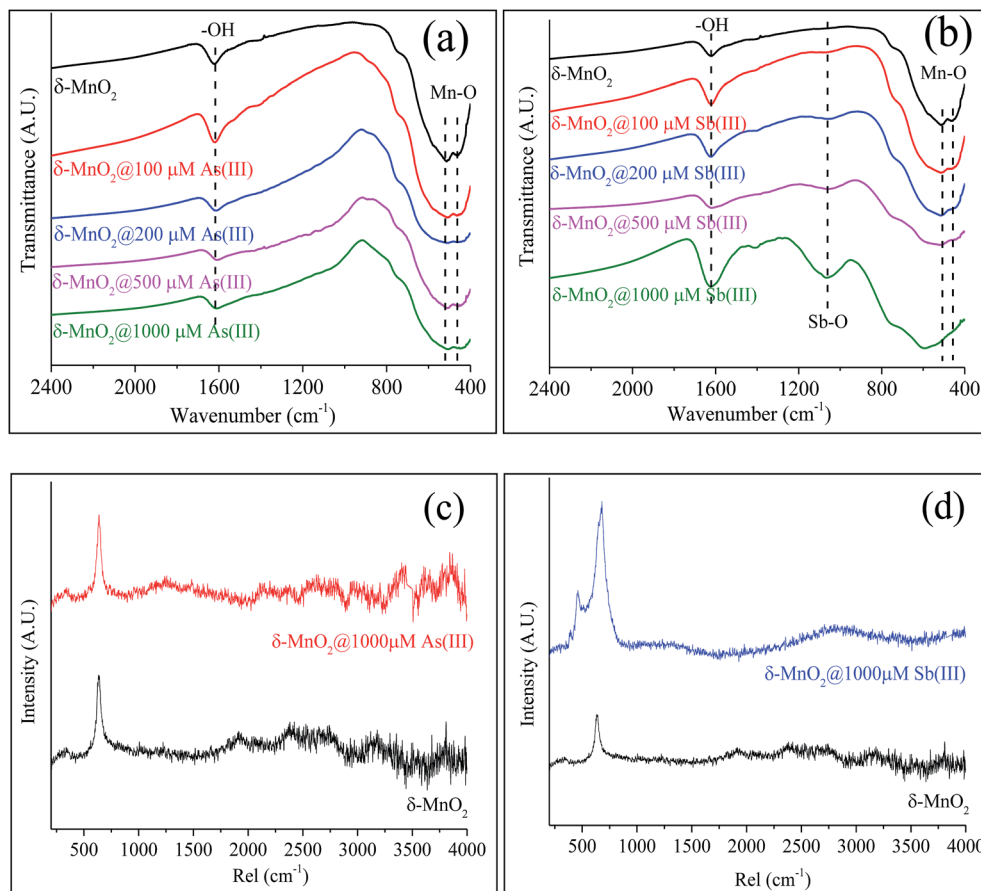 (a)
-OH
Mn-O
δ-MnO₂
δ-MnO₂@100 μM As(III)
δ-MnO₂@200 μM As(III)
δ-MnO₂@500 μM As(III)
δ-MnO₂@1000 μM As(III)
Transmittance (A.U.)
2400 2000 1600 1200 800 400
Wavenumber (cm⁻¹)
(b)
-OH
Mn-O
δ-MnO₂
δ-MnO₂@100 μM Sb(III)
δ-MnO₂@200 μM Sb(III)
δ-MnO₂@500 μM Sb(III)
δ-MnO₂@1000 μM Sb(III)
Sb-O
Transmittance (A.U.)
2400 2000 1600 1200 800 400
Wavenumber (cm⁻¹)
(c)
δ-MnO₂@1000μM As(III)
δ-MnO₂
Intensity (A.U.)
500 1000 1500 2000 2500 3000 3500 4000
Rel (cm⁻¹)
(d)
δ-MnO₂@1000μM Sb(III)
δ-MnO₂
Intensity (A.U.)
500 1000 1500 2000 2500 3000 3500 4000
Rel (cm⁻¹)